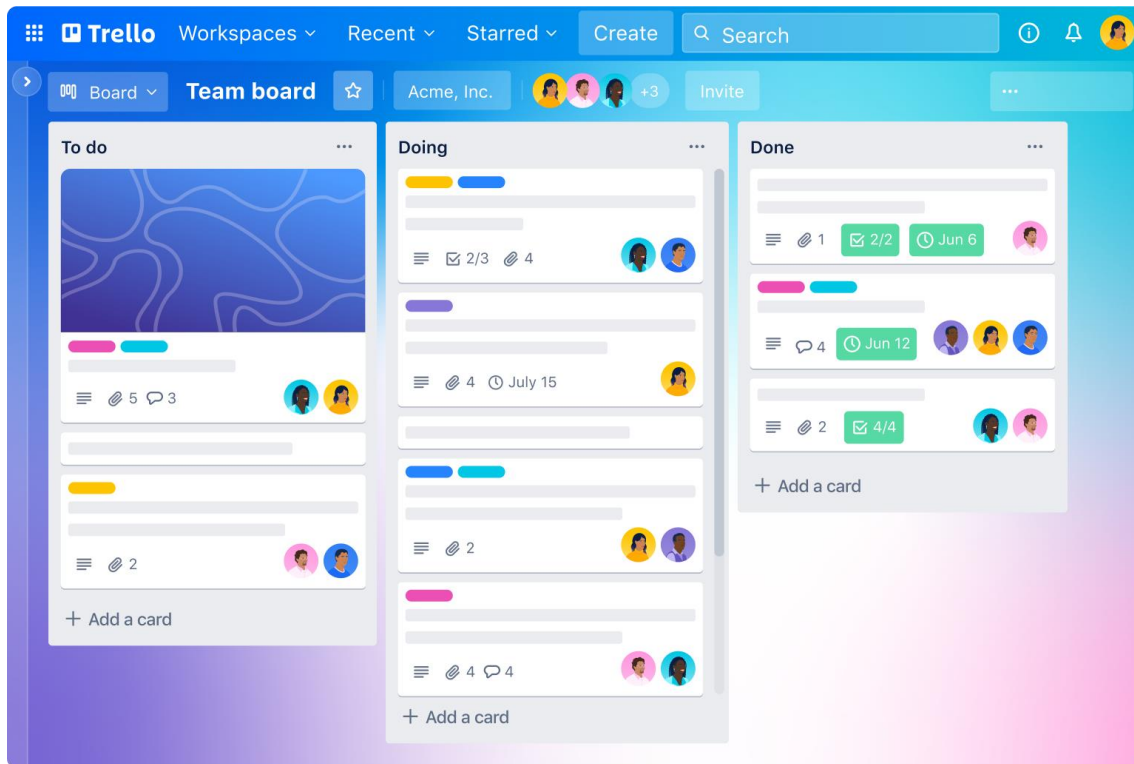 Trello Workspaces Recent Starred Create Search
Board Team board Acme, Inc. +3 Invite
To do
5 3
2
+ Add a card
Doing
2/3 4
4 July 15
2
4 4
+ Add a card
Done
1 2/2 Jun 6
4 Jun 12
2 4/4
+ Add a card